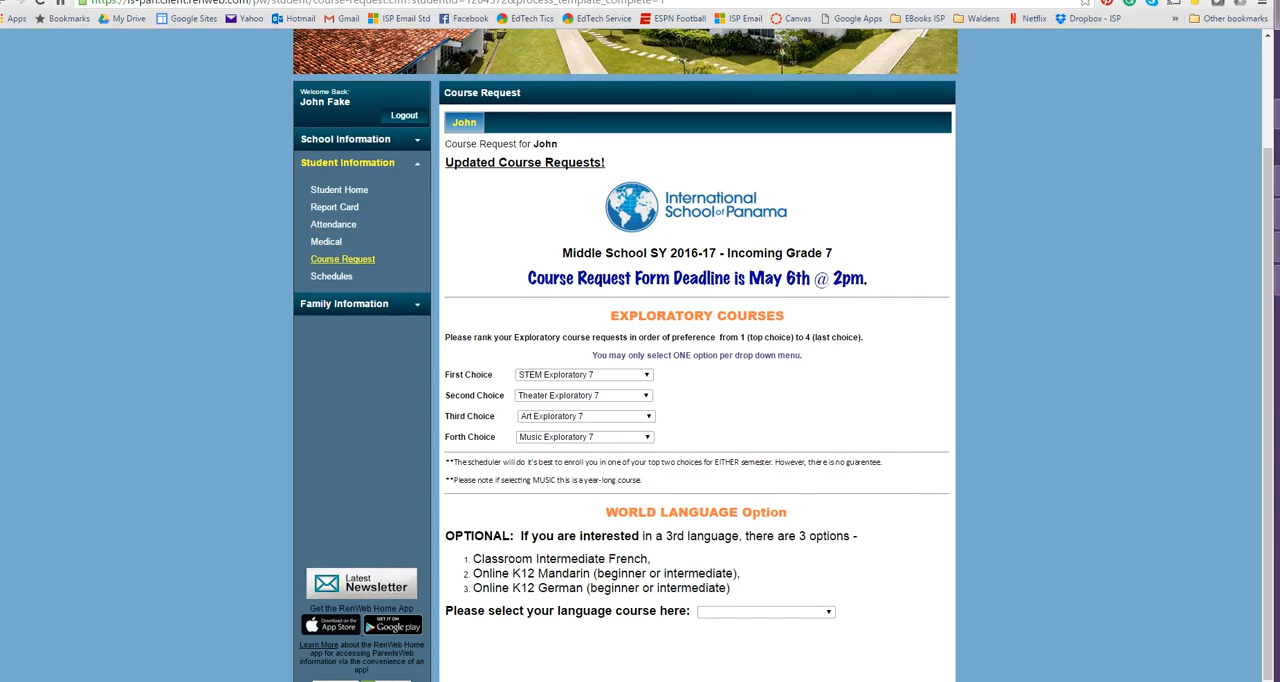 Apps Bookmarks My Drive Google Sites Yahoo Hotmail Gmail ISP Email Std Facebook EdTech Tics EdTech Service ESPN Football ISP Email Canvas Google Apps EBooks ISP Waldens Netflix Dropbox - ISP » Other bookmarks
Welcome Back:
John Fake
Logout
School Information
Student Information
Student Home
Report Card
Attendance
Medical
Course Request
Schedules
Family Information
Latest
Newsletter
Get the RenWeb Home App
Download on the
App Store
GET IT ON
Google play
Learn More about the RenWeb Home
app for accessing ParentsWeb
information via the convenience of an
app!
Course Request
John
Course Request for John
Updated Course Requests!
International
School of Panama
Middle School SY 2016-17 - Incoming Grade 7
Course Request Form Deadline is May 6th @ 2pm.
EXPLORATORY COURSES
Please rank your Exploratory course requests in order of preference from 1 (top choice) to 4 (last choice).
You may only select ONE option per drop down menu.
First Choice STEM Exploratory 7
Second Choice Theater Exploratory 7
Third Choice Art Exploratory 7
Forth Choice Music Exploratory 7
**The scheduler will do it's best to enroll you in one of your top two choices for EITHER semester. However, there is no guarentee.
**Please note if selecting MUSIC this is a year-long course.
WORLD LANGUAGE Option
OPTIONAL: If you are interested in a 3rd language, there are 3 options -
1. Classroom Intermediate French,
2. Online K12 Mandarin (beginner or intermediate),
3. Online K12 German (beginner or intermediate)
Please select your language course here: